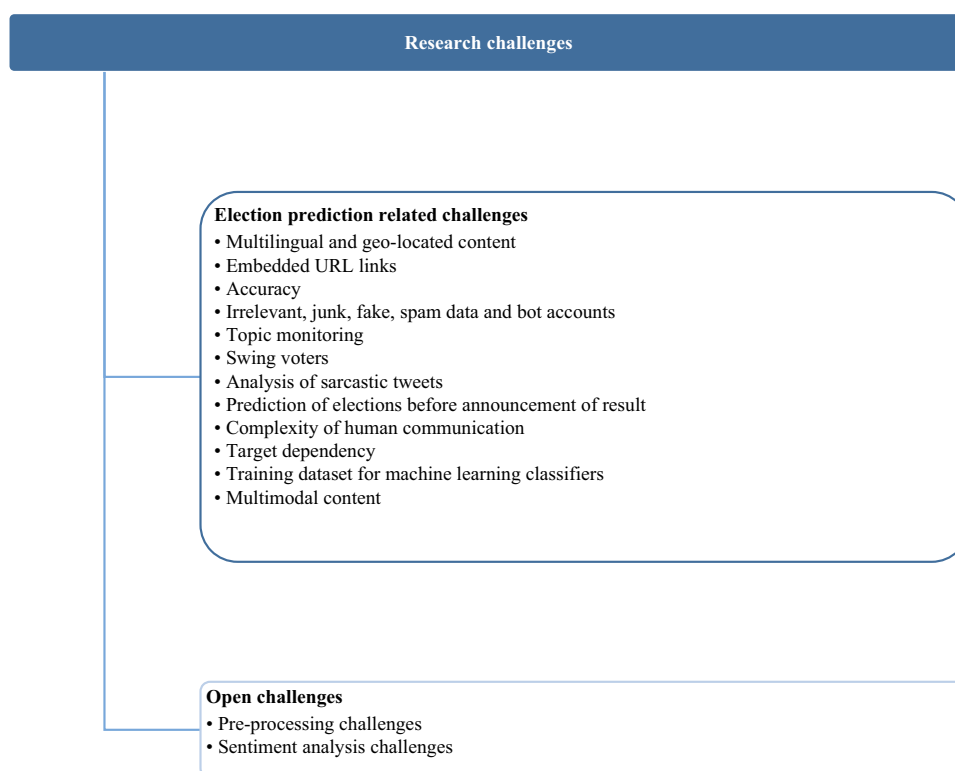 Research challenges
Election prediction related challenges
• Multilingual and geo-located content
• Embedded URL links
• Accuracy
• Irrelevant, junk, fake, spam data and bot accounts
• Topic monitoring
• Swing voters
• Analysis of sarcastic tweets
• Prediction of elections before announcement of result
• Complexity of human communication
• Target dependency
• Training dataset for machine learning classifiers
• Multimodal content
Open challenges
• Pre-processing challenges
• Sentiment analysis challenges